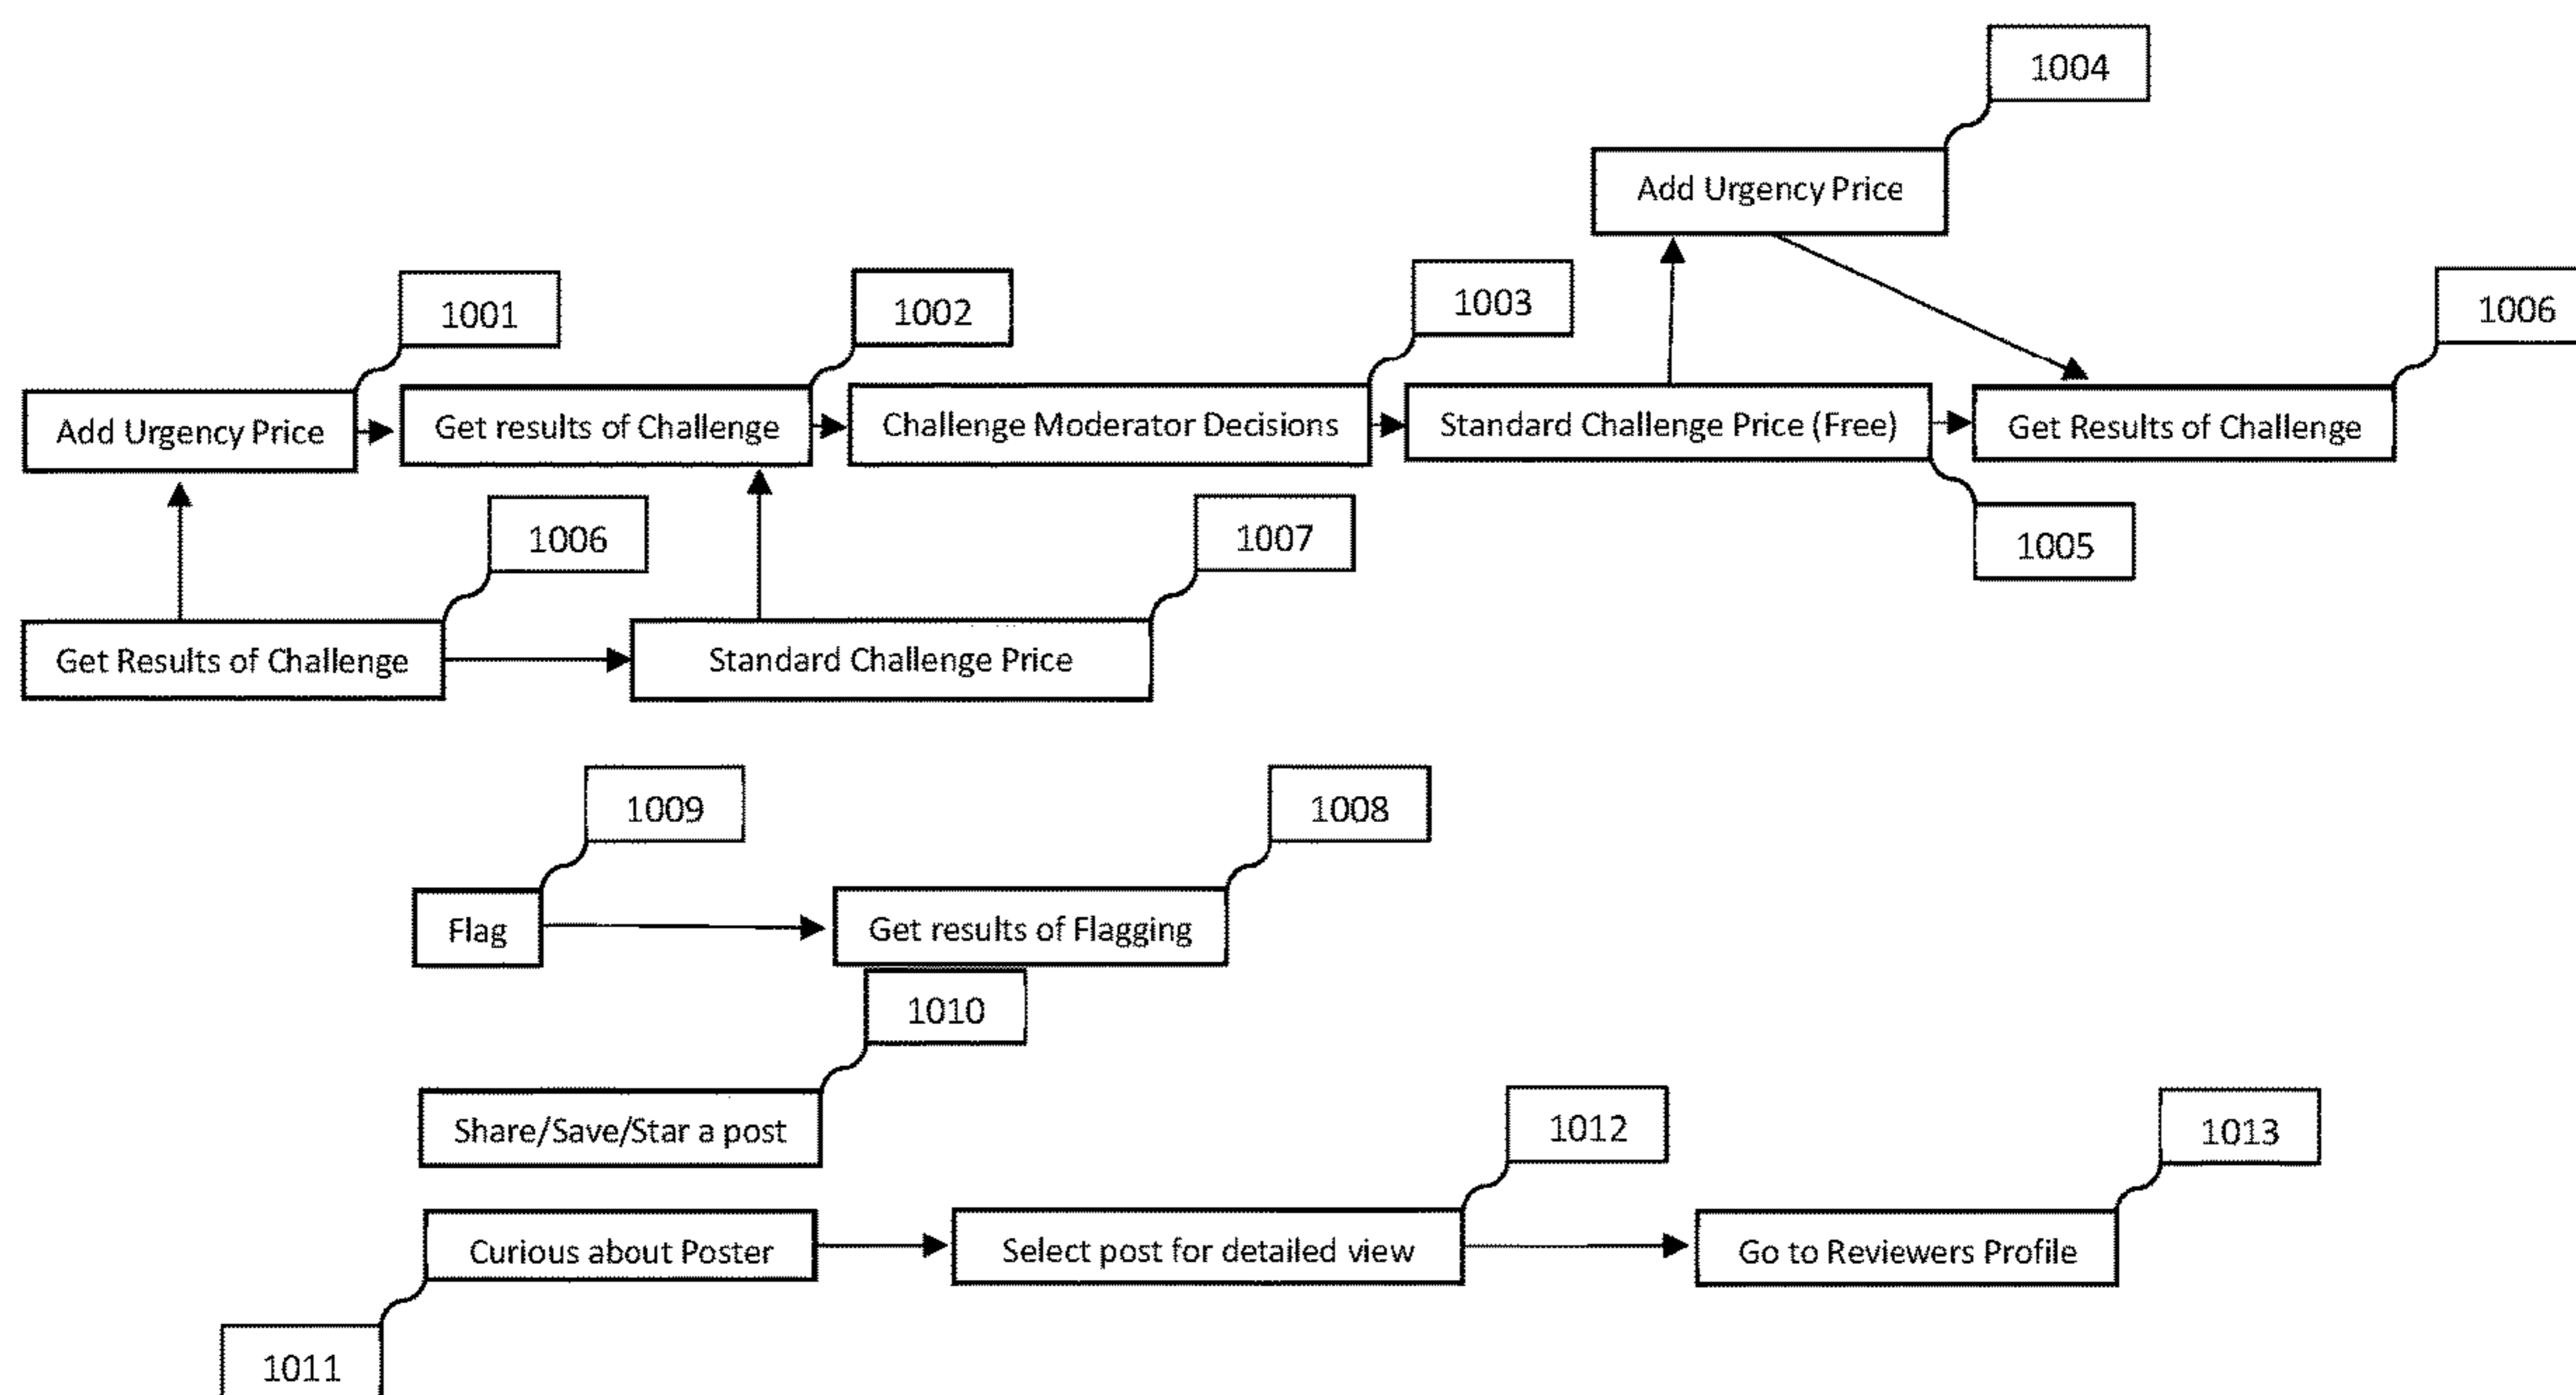 1004
Add Urgency Price
1001
1002
1003
1006
Add Urgency Price
Get results of Challenge
Challenge Moderator Decisions
Standard Challenge Price (Free)
Get Results of Challenge
1006
1007
1005
Get Results of Challenge
Standard Challenge Price
1009
1008
Flag
Get results of Flagging
1010
Share/Save/Star a post
1012
1013
Curious about Poster
Select post for detailed view
Go to Reviewers Profile
1011